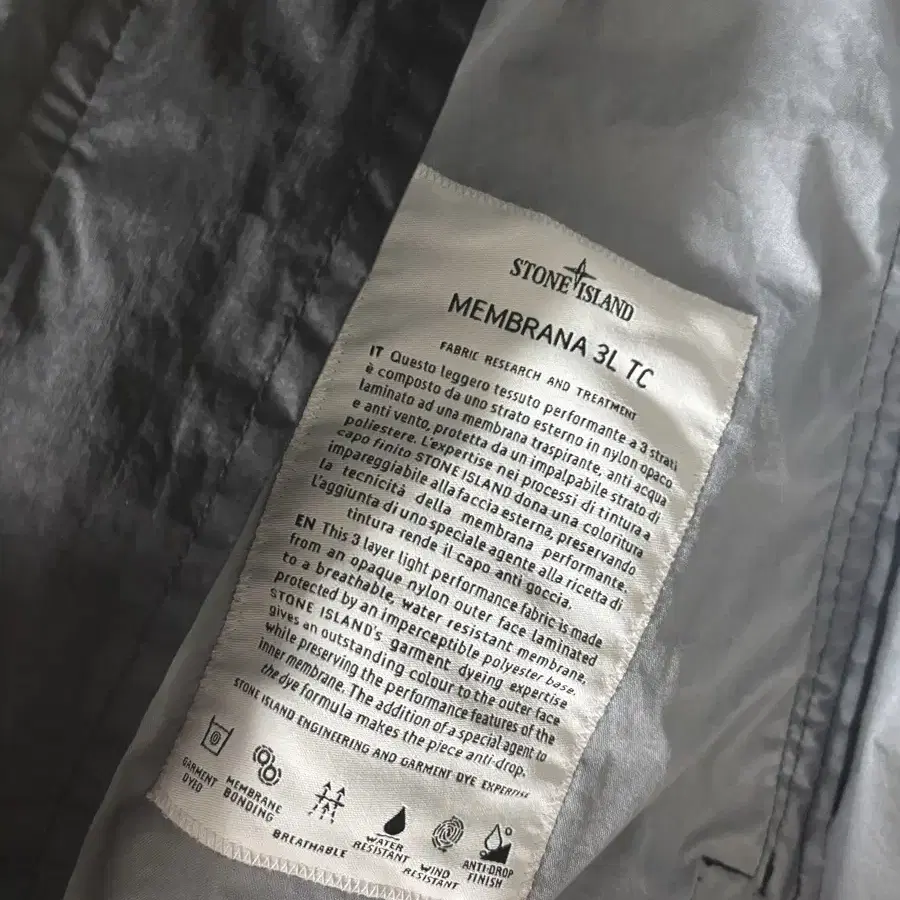 STONE ISLAND
MEMBRANA 3L TC
FABRIC RESEARCH AND TREATMENT
IT Questo leggero tessuto performante a 3 strati
è composto da uno strato esterno in nylon opaco
laminato ad una membrana traspirante, anti acqua
e anti vento, protetta da un impalpabile strato di
poliestere. L'expertise nei processi di tintura a
capo finito STONE ISLAND dona una coloritura
impareggiabile alla faccia esterna, preservando
la tecnicità della membrana performante.
L'aggiunta di uno speciale agente alla ricetta di
tintura rende il capo anti goccia.
EN This 3 layer light performance fabric is made
from an opaque nylon outer face laminated
to a breathable, water resistant membrane,
protected by an imperceptible polyester base.
STONE ISLAND's garment dyeing expertise
gives an outstanding colour to the outer face
while preserving the performance features of the
inner membrane. The addition of a special agent to
the dye formula makes the piece anti-drop.
STONE ISLAND ENGINEERING AND GARMENT DYE EXPERTISE
GARMENT
DYED
MEMBRANE
BONDING
BREATHABLE
WATER
RESISTANT
WIND
RESISTANT
ANTI-DROP
FINISH